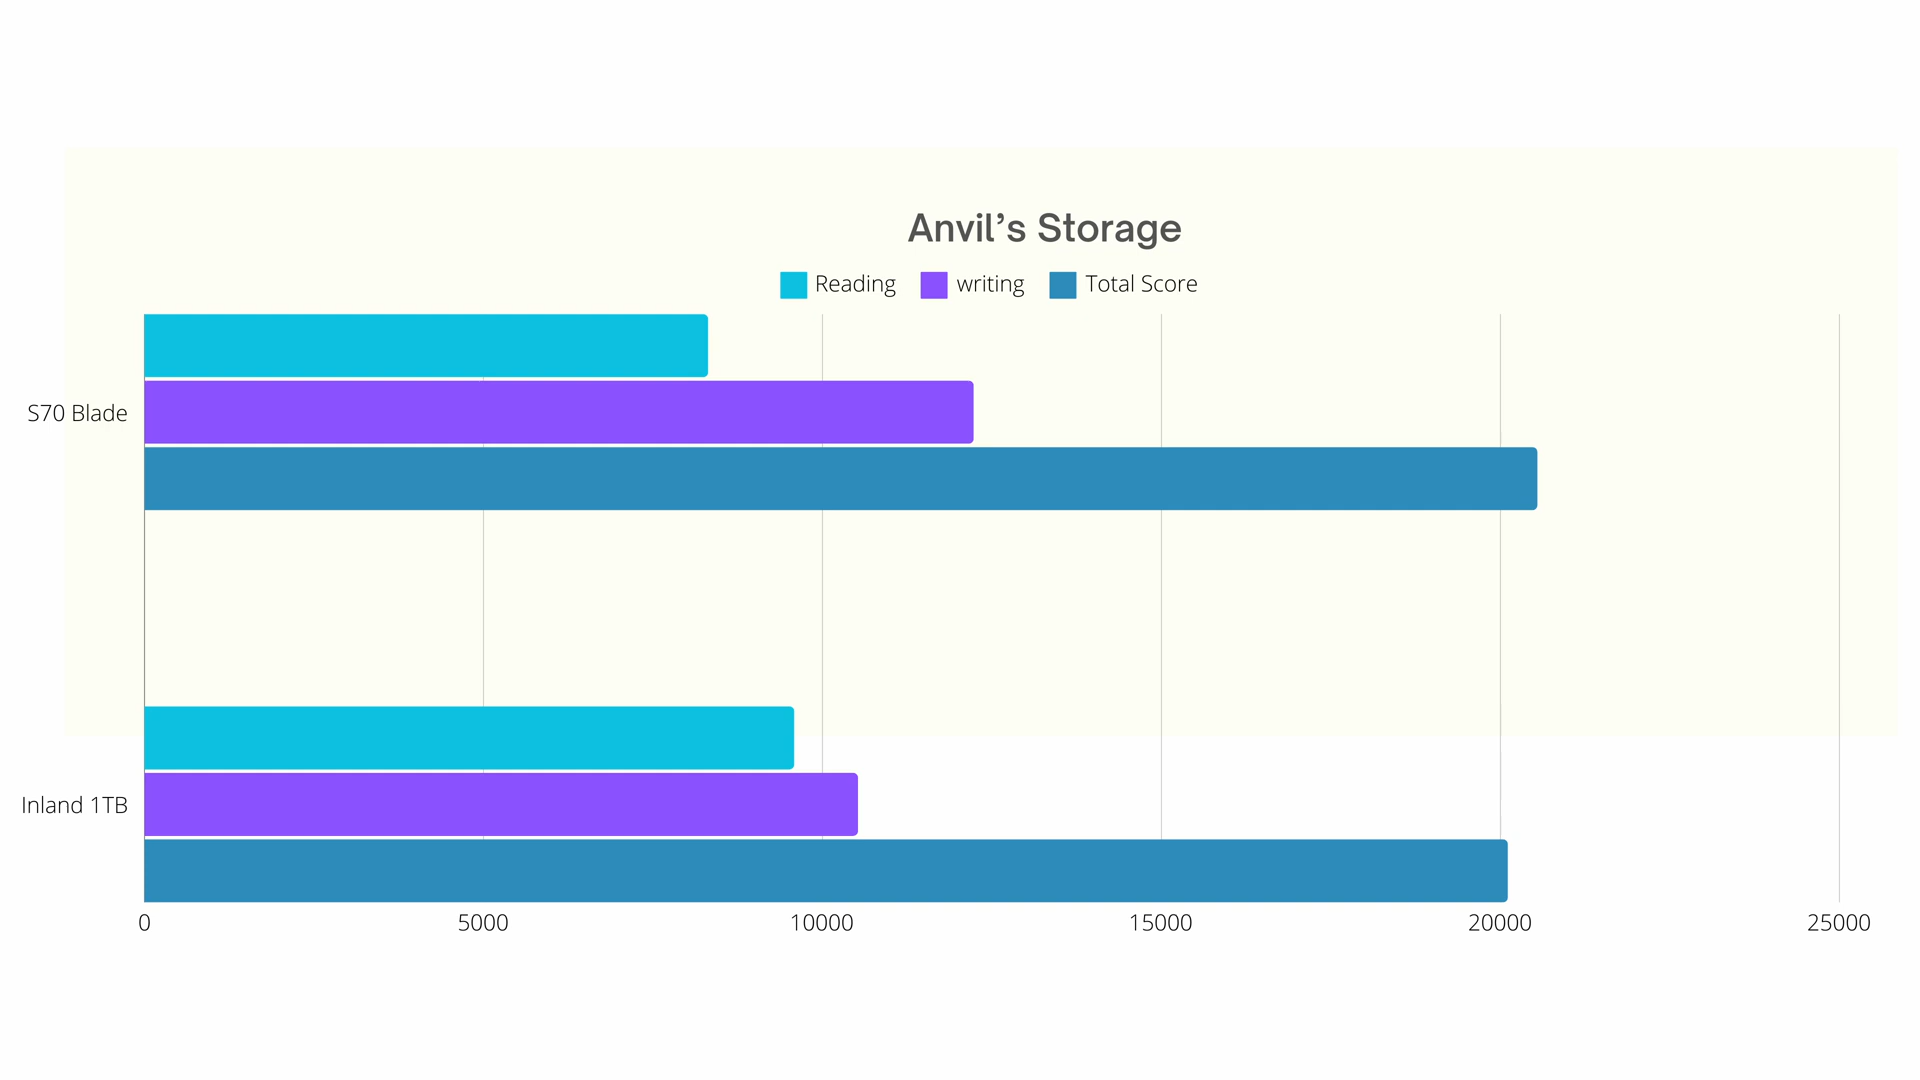 Anvil’s Storage
Reading writing Total Score
S70 Blade
Inland 1TB
0 5000 10000 15000 20000 25000